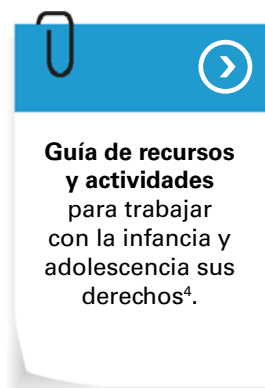 Guía de recursos
y actividades
para trabajar
con la infancia y
adolescencia sus
derechos⁴.